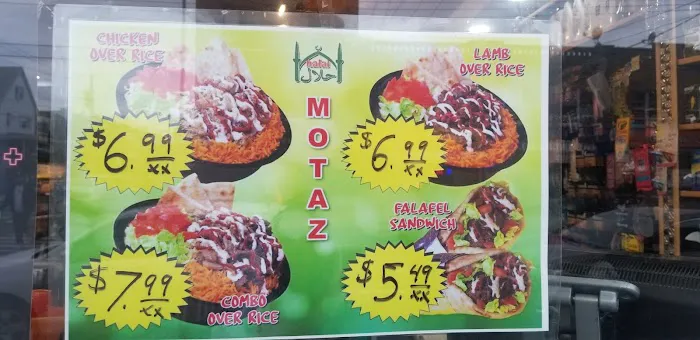 CHICKEN
OVER RICE
$6.99
xx
halal
حلال
MOTAZ
LAMB
OVER RICE
$6.99
xx
$7.99
xx
COMBO
OVER RICE
FALAFEL
SANDWICH
$5.49
xx